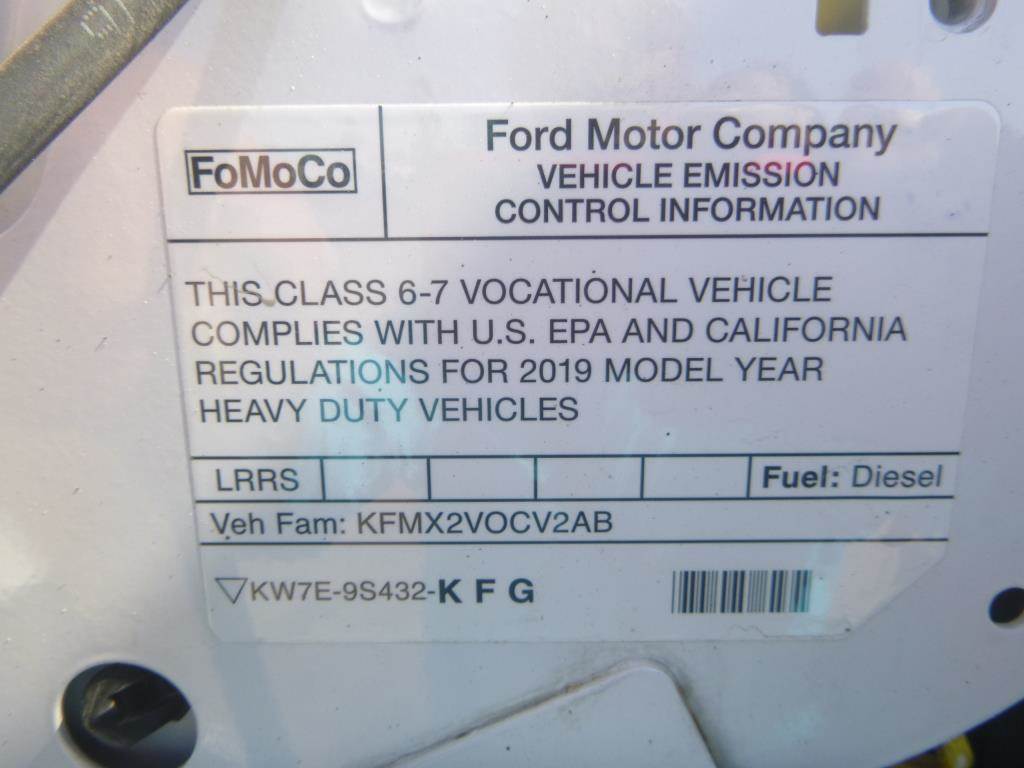 FoMoCo
Ford Motor Company
VEHICLE EMISSION
CONTROL INFORMATION
THIS CLASS 6-7 VOCATIONAL VEHICLE
COMPLIES WITH U.S. EPA AND CALIFORNIA
REGULATIONS FOR 2019 MODEL YEAR
HEAVY DUTY VEHICLES
LRRS Fuel: Diesel
Veh Fam: KFMX2VOCV2AB
▽KW7E-9S432-K F G